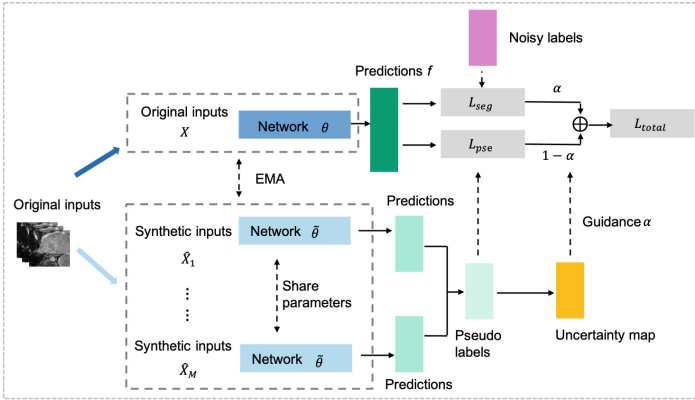 Noisy labels
Predictions f
Original inputs
X
Network θ
L_seg
α
L_total
L_pse
1 − α
EMA
Original inputs
Predictions
Synthetic inputs
Network θ̃
X̂₁
Guidance α
Share
parameters
⋮
⋮
Synthetic inputs
Pseudo
labels
Uncertainty map
Network θ̃
X̂_M
Predictions